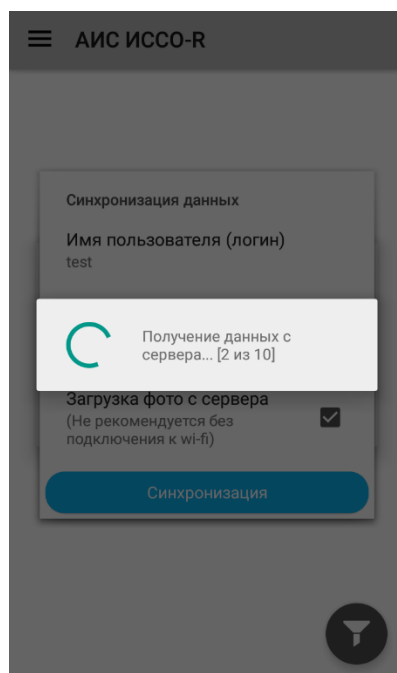 АИС ИССО-R
Синхронизация данных
Имя пользователя (логин)
test
Получение данных с
сервера... [2 из 10]
Загрузка фото с сервера
(Не рекомендуется без
подключения к wi-fi)
Синхронизация